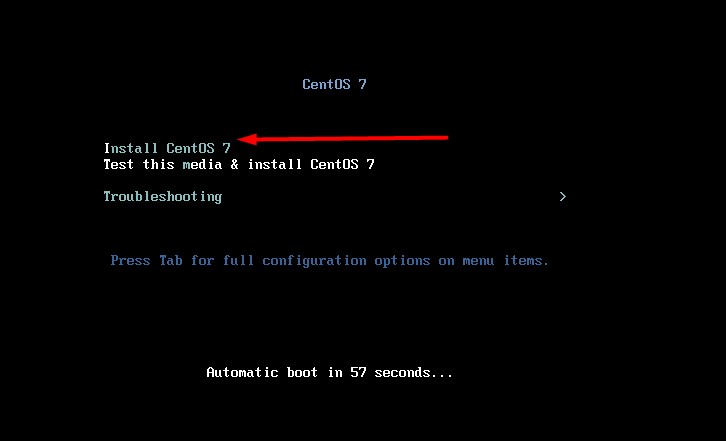 CentOS 7
Install CentOS 7
Test this media & install CentOS 7
Troubleshooting >
Press Tab for full configuration options on menu items.
Automatic boot in 57 seconds...